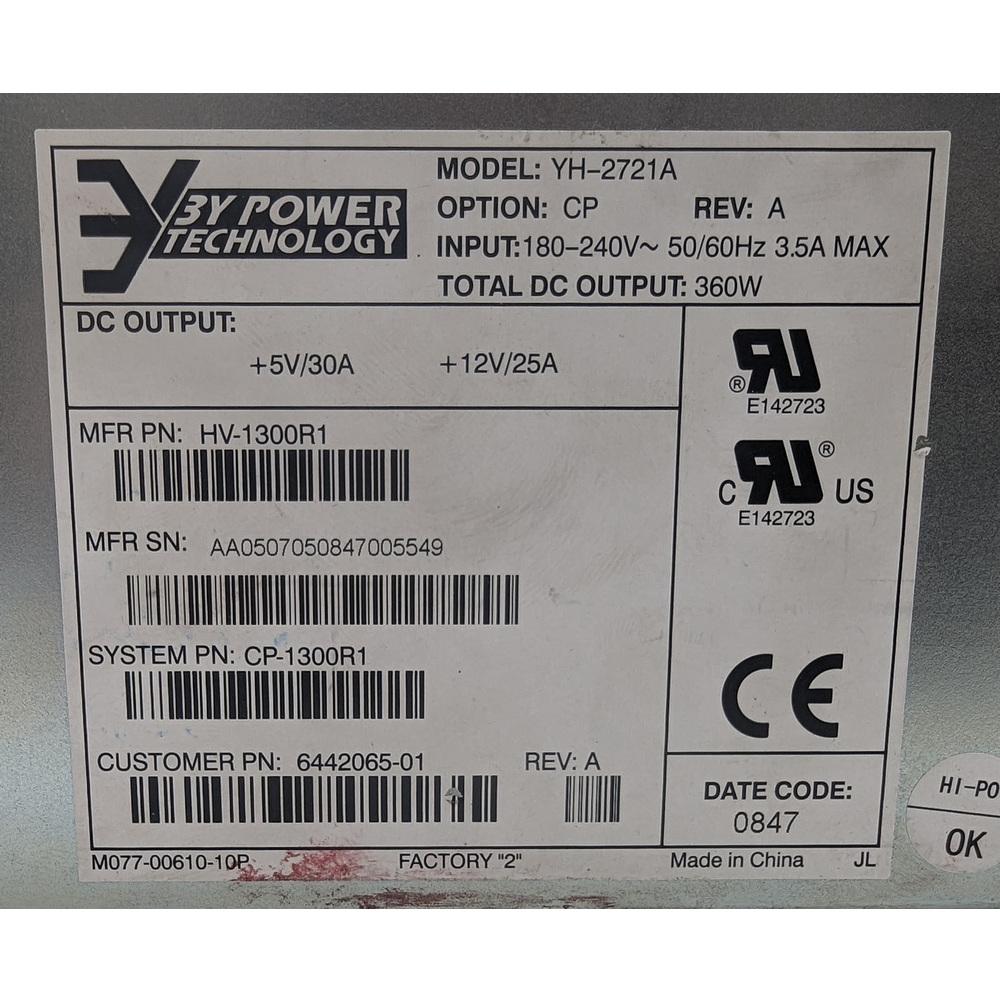 3Y POWER
TECHNOLOGY
MODEL: YH-2721A
OPTION: CP REV: A
INPUT:180-240V~ 50/60Hz 3.5A MAX
TOTAL DC OUTPUT: 360W
DC OUTPUT:
+5V/30A +12V/25A
®
E142723
MFR PN: HV-1300R1
®
C US
E142723
MFR SN: AA0507050847005549
SYSTEM PN: CP-1300R1
CE
CUSTOMER PN: 6442065-01 REV: A
DATE CODE:
0847
HI-PO
OK
M077-00610-10P FACTORY "2" Made in China JL